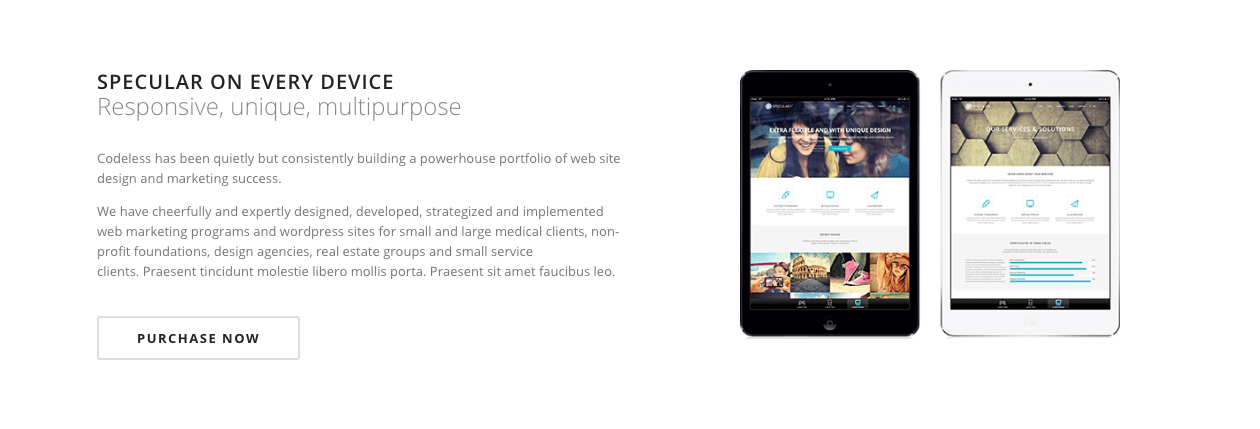 SPECULAR ON EVERY DEVICE
Responsive, unique, multipurpose
Codeless has been quietly but consistently building a powerhouse portfolio of web site
design and marketing success.
We have cheerfully and expertly designed, developed, strategized and implemented
web marketing programs and wordpress sites for small and large medical clients, non-
profit foundations, design agencies, real estate groups and small service
clients. Praesent tincidunt molestie libero mollis porta. Praesent sit amet faucibus leo.
PURCHASE NOW
EXTRA FLEXIBLE AND WITH UNIQUE DESIGN
OUR SERVICES & SOLUTIONS